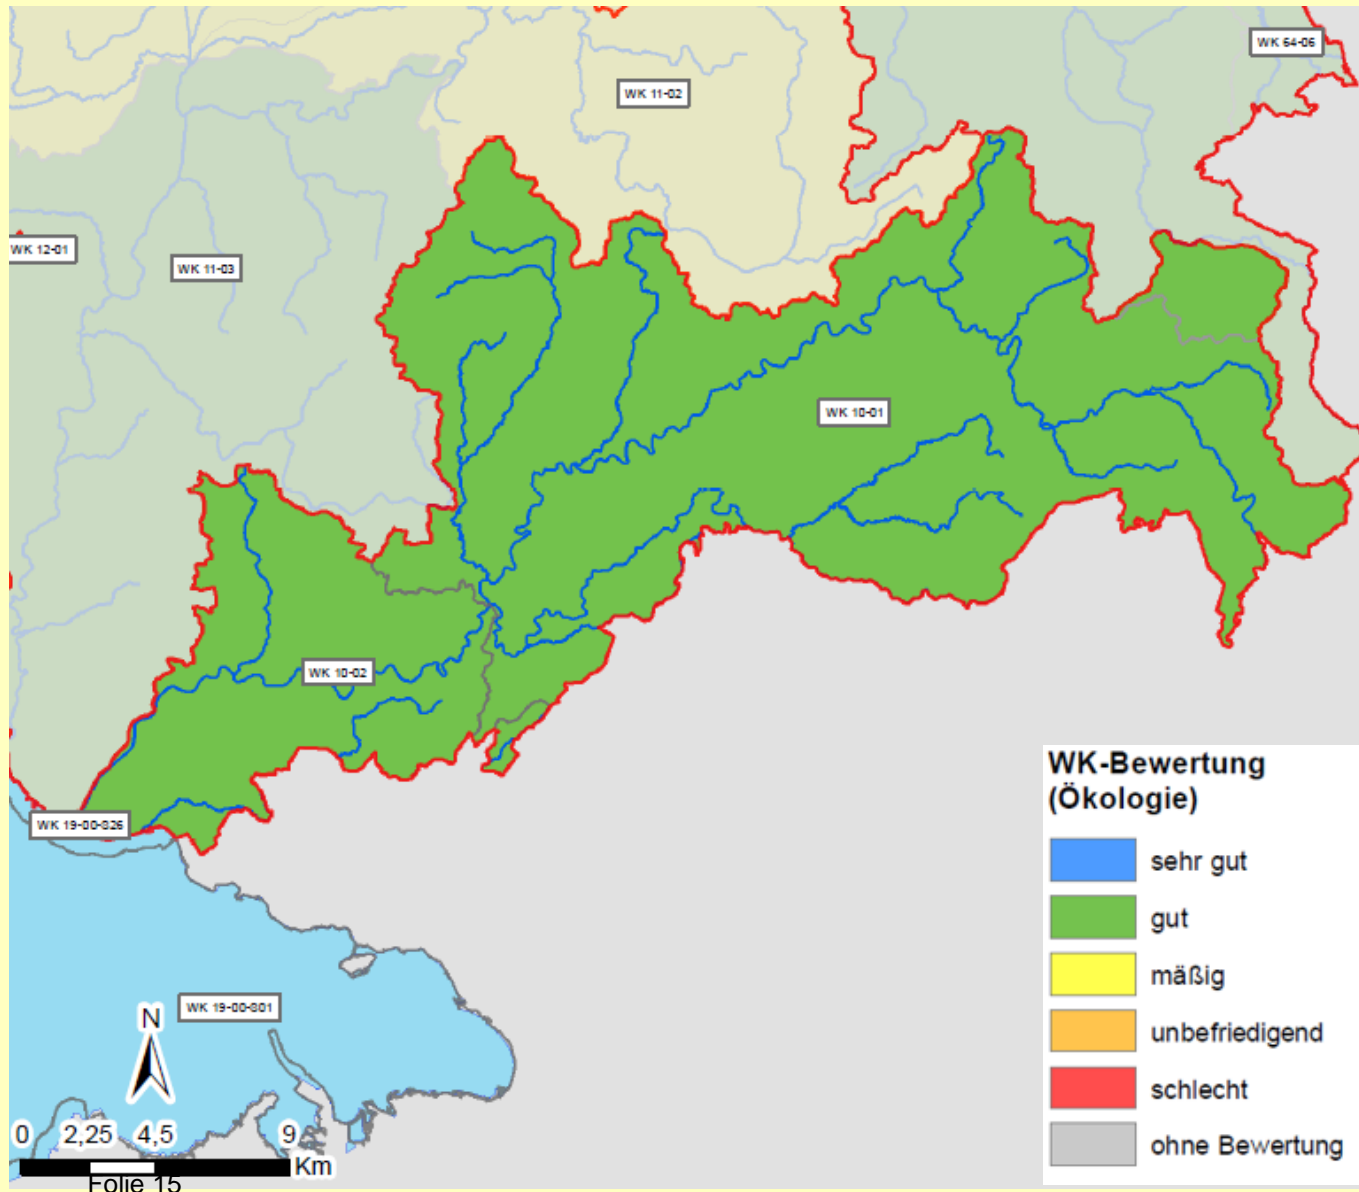 WK 64-06
WK 11-02
WK 12-01
WK 11-03
WK 10-01
WK 10-02
WK 19-00-826
WK 19-00-801
WK-Bewertung
(Ökologie)
sehr gut
gut
mäßig
unbefriedigend
schlecht
ohne Bewertung
N
0 2,25 4,5 9
Km
Folie 15